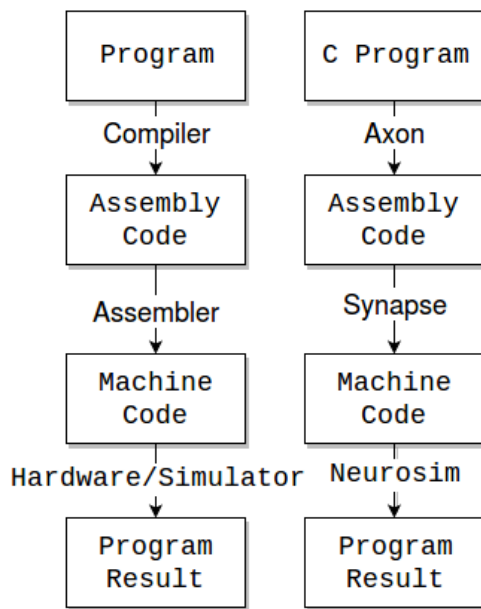 Program
Compiler
Assembly
Code
Assembler
Machine
Code
Hardware/Simulator
Program
Result
C Program
Axon
Assembly
Code
Synapse
Machine
Code
Neurosim
Program
Result